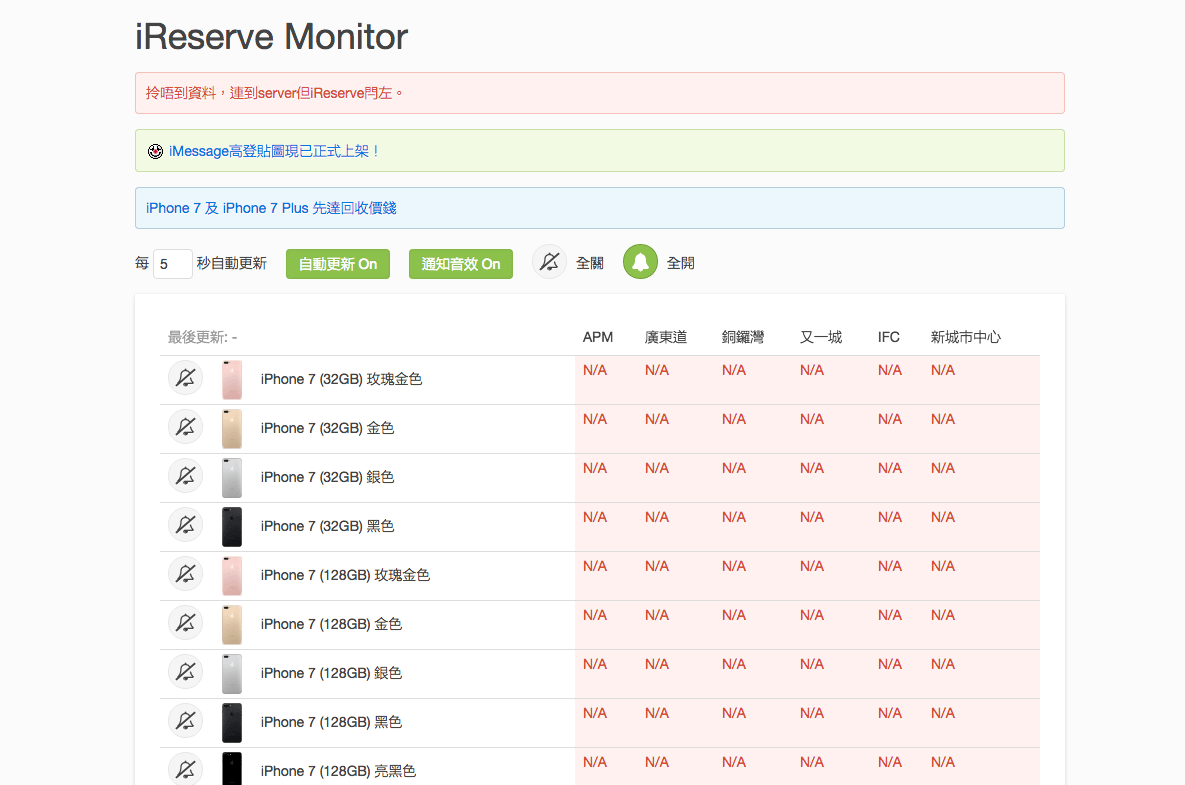 iReserve Monitor
拎唔到資料，連到server但iReserve閂左。
iMessage高登貼圖現已正式上架！
iPhone 7 及 iPhone 7 Plus 先達回收價錢
每 5 秒自動更新 自動更新 On 通知音效 On 全關 全開
最後更新: - APM 廣東道 銅鑼灣 又一城 IFC 新城市中心
iPhone 7 (32GB) 玫瑰金色 N/A N/A N/A N/A N/A N/A
iPhone 7 (32GB) 金色 N/A N/A N/A N/A N/A N/A
iPhone 7 (32GB) 銀色 N/A N/A N/A N/A N/A N/A
iPhone 7 (32GB) 黑色 N/A N/A N/A N/A N/A N/A
iPhone 7 (128GB) 玫瑰金色 N/A N/A N/A N/A N/A N/A
iPhone 7 (128GB) 金色 N/A N/A N/A N/A N/A N/A
iPhone 7 (128GB) 銀色 N/A N/A N/A N/A N/A N/A
iPhone 7 (128GB) 黑色 N/A N/A N/A N/A N/A N/A
iPhone 7 (128GB) 亮黑色 N/A N/A N/A N/A N/A N/A